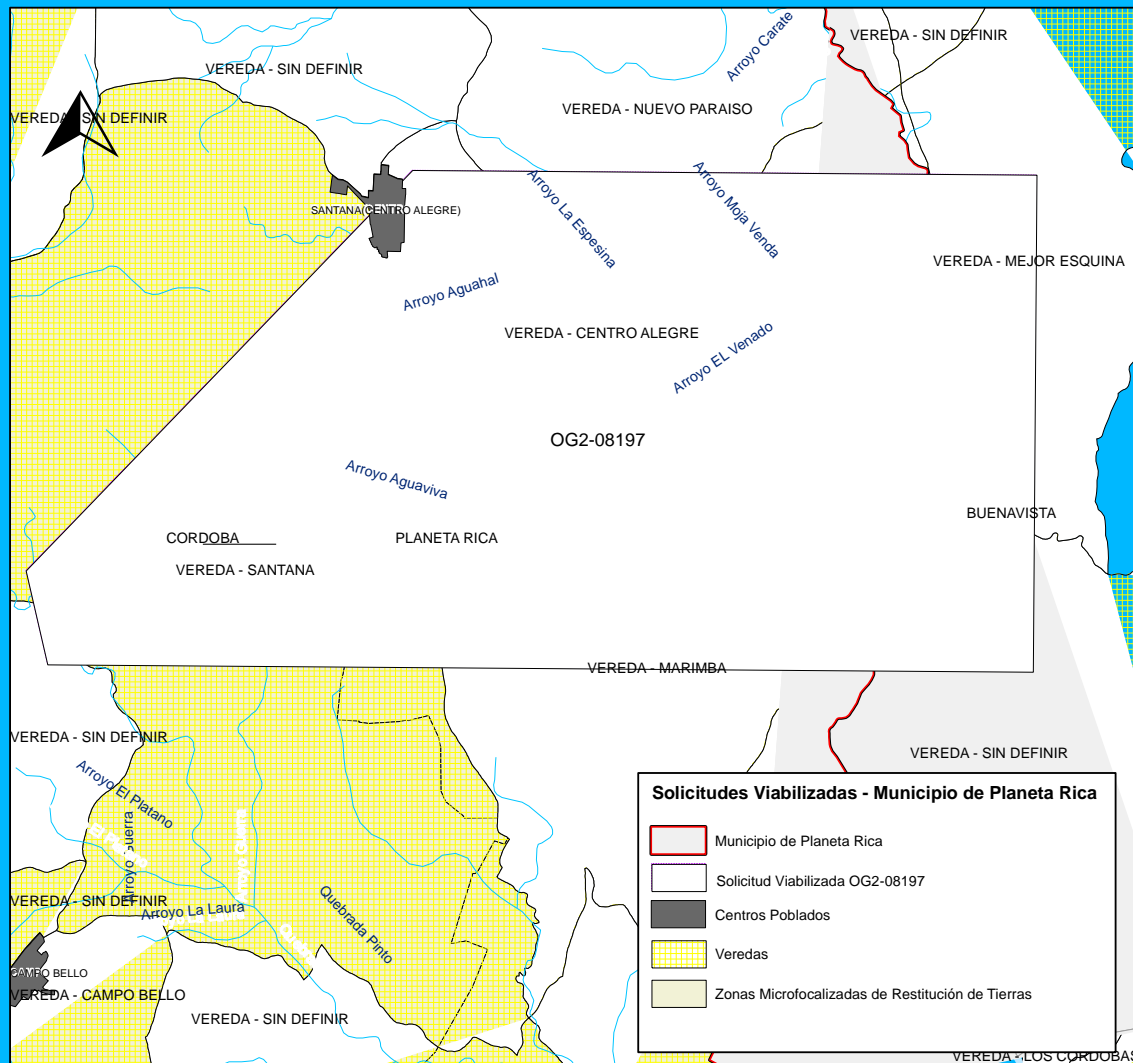 Arroyo Carate
VEREDA - SIN DEFINIR
VEREDA - SIN DEFINIR
VEREDA - NUEVO PARAISO
VEREDA - SIN DEFINIR
SANTANA(CENTRO ALEGRE)
Arroyo La Espesina
Arroyo Moja Venda
VEREDA - MEJOR ESQUINA
Arroyo Aguahal
VEREDA - CENTRO ALEGRE
Arroyo EL Venado
OG2-08197
Arroyo Aguaviva
BUENAVISTA
CORDOBA
PLANETA RICA
VEREDA - SANTANA
VEREDA - MARIMBA
VEREDA - SIN DEFINIR
VEREDA - SIN DEFINIR
Arroyo El Platano
Arroyo Guerra
Arroyo Guerra
VEREDA - SIN DEFINIR
Arroyo La Laura
Quebrada Pinto
CAMPO BELLO
VEREDA - CAMPO BELLO
VEREDA - SIN DEFINIR
Solicitudes Viabilizadas - Municipio de Planeta Rica
Municipio de Planeta Rica
Solicitud Viabilizada OG2-08197
Centros Poblados
Veredas
Zonas Microfocalizadas de Restitución de Tierras
VEREDA - LOS CORDOBAS